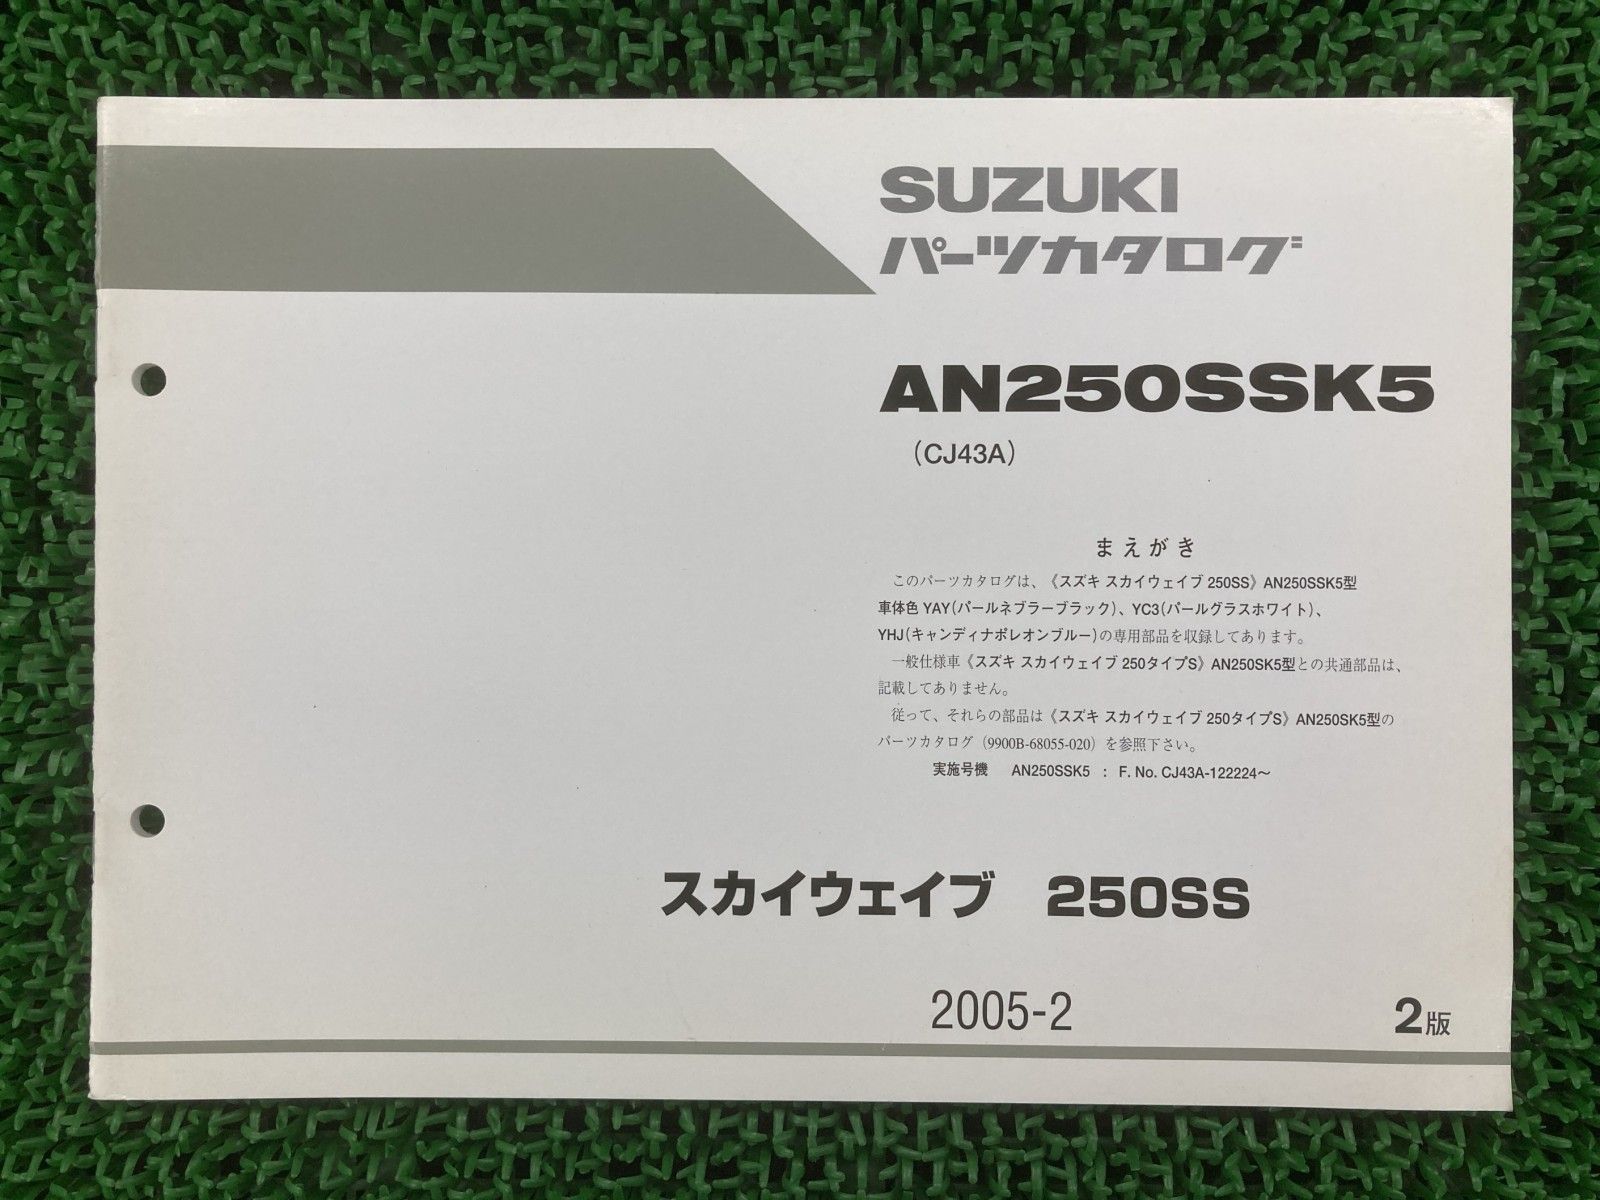 SUZUKI
パーツカタログ
AN250SSK5
(CJ43A)
まえがき
このパーツカタログは、《スズキ スカイウェイブ 250SS》AN250SSK5型
車体色 YAY(パールネブラーブラック)、YC3(パールグラスホワイト)、
YHJ(キャンディナポレオンブルー)の専用部品を収録してあります。
一般仕様車《スズキ スカイウェイブ 250タイプS》AN250SK5型との共通部品は、
記載してありません。
従って、それらの部品は《スズキ スカイウェイブ 250タイプS》AN250SK5型の
パーツカタログ(9900B-68055-020)を参照下さい。
実施号機 AN250SSK5 : F. No. CJ43A-122224～
スカイウェイブ 250SS
2005-2
2版